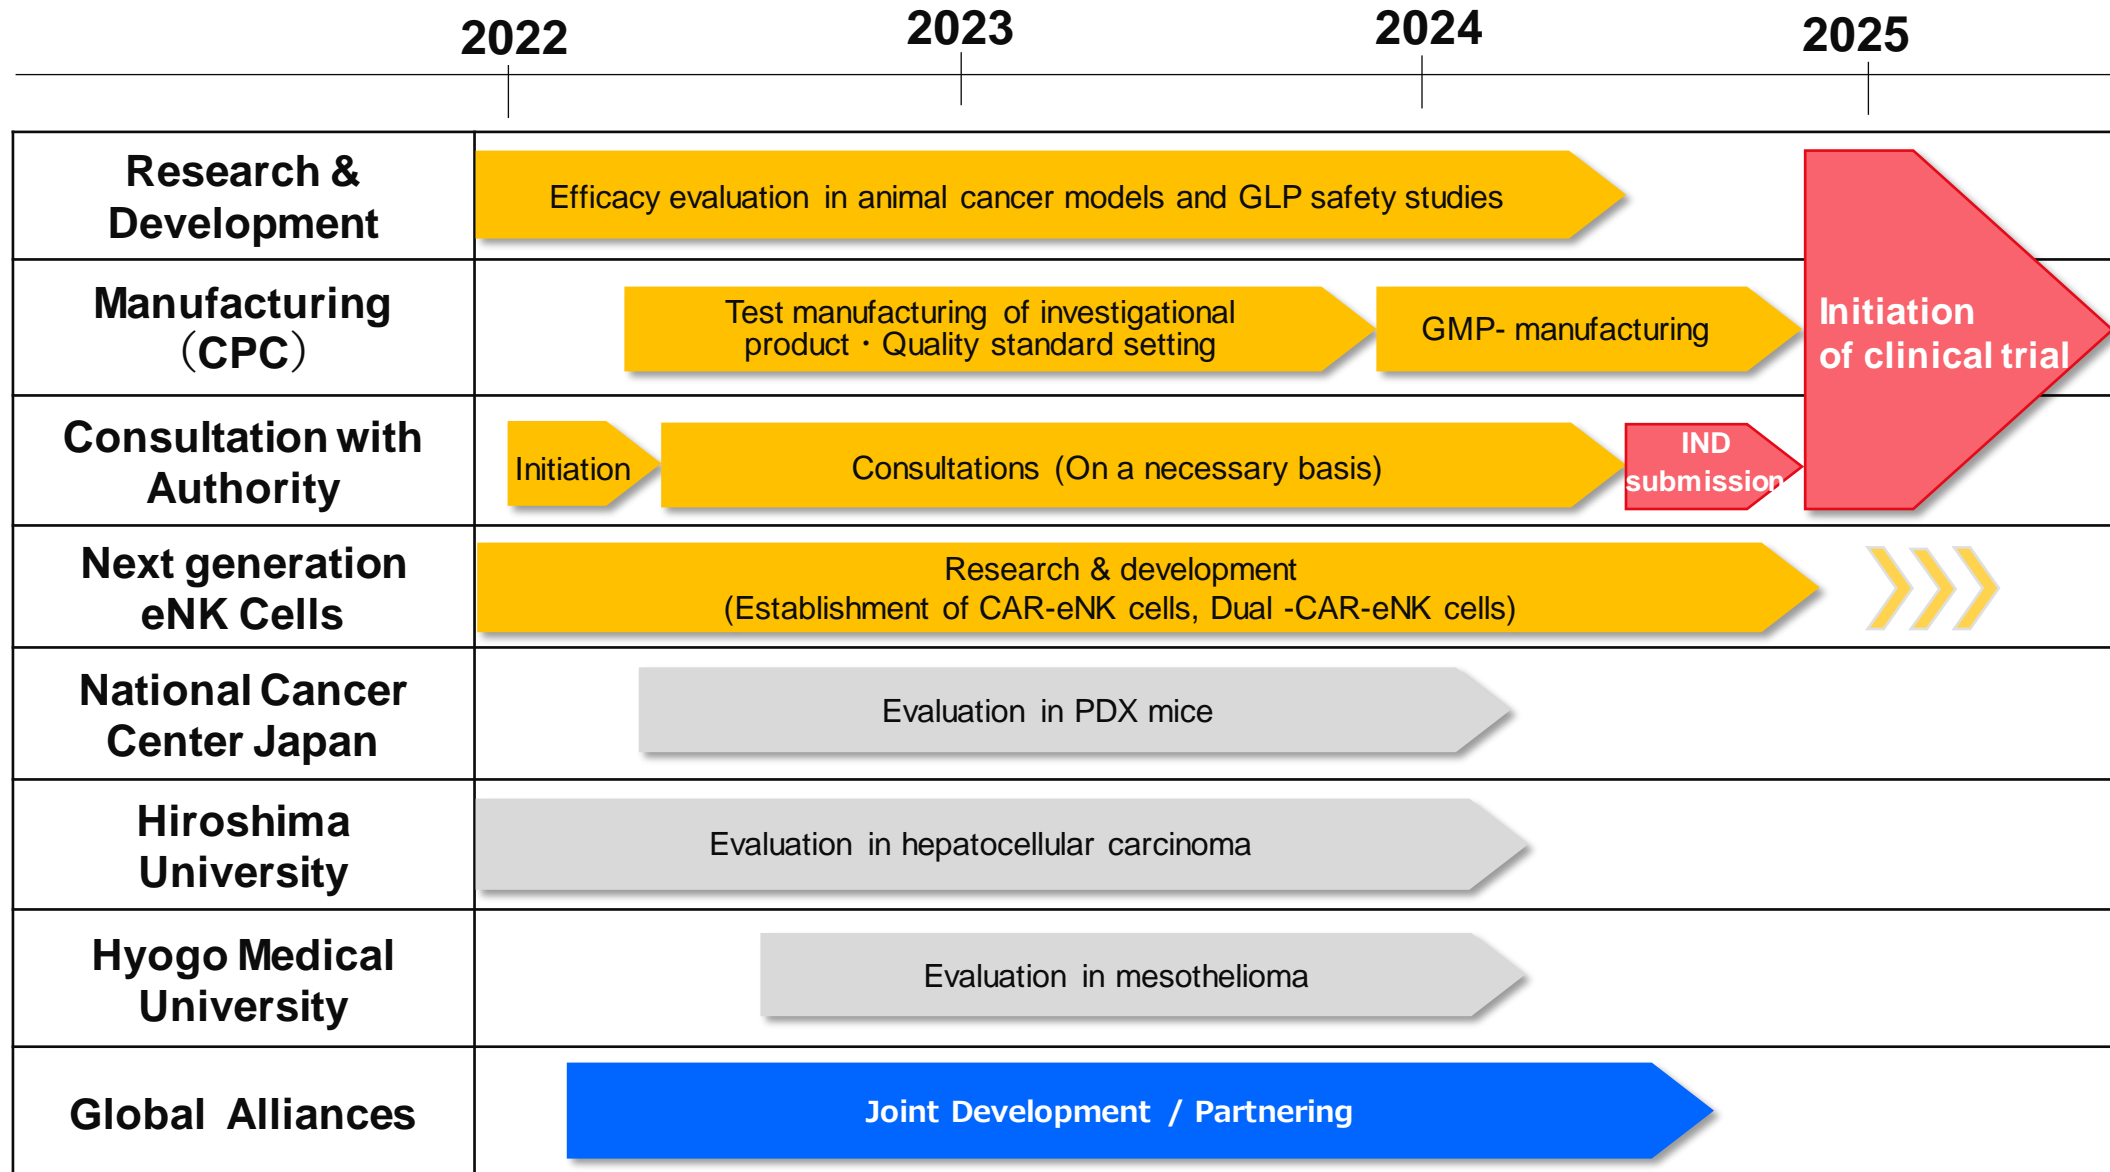 2022
2023
2024
2025
Research &
Development
Efficacy evaluation in animal cancer models and GLP safety studies
Manufacturing
（CPC）
Test manufacturing of investigational
product・Quality standard setting
GMP- manufacturing
Initiation
of clinical trial
Consultation with
Authority
Initiation
Consultations (On a necessary basis)
IND
submission
Next generation
eNK Cells
Research & development
(Establishment of CAR-eNK cells, Dual -CAR-eNK cells)
National Cancer
Center Japan
Evaluation in PDX mice
Hiroshima
University
Evaluation in hepatocellular carcinoma
Hyogo Medical
University
Evaluation in mesothelioma
Global Alliances
Joint Development / Partnering